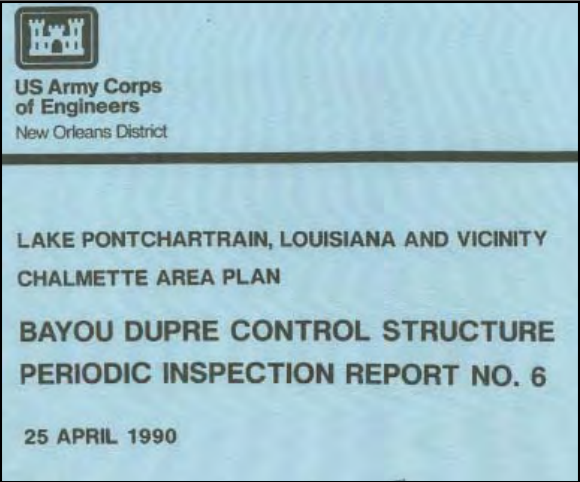 US Army Corps
of Engineers
New Orleans District
LAKE PONTCHARTRAIN, LOUISIANA AND VICINITY
CHALMETTE AREA PLAN
BAYOU DUPRE CONTROL STRUCTURE
PERIODIC INSPECTION REPORT NO. 6
25 APRIL 1990